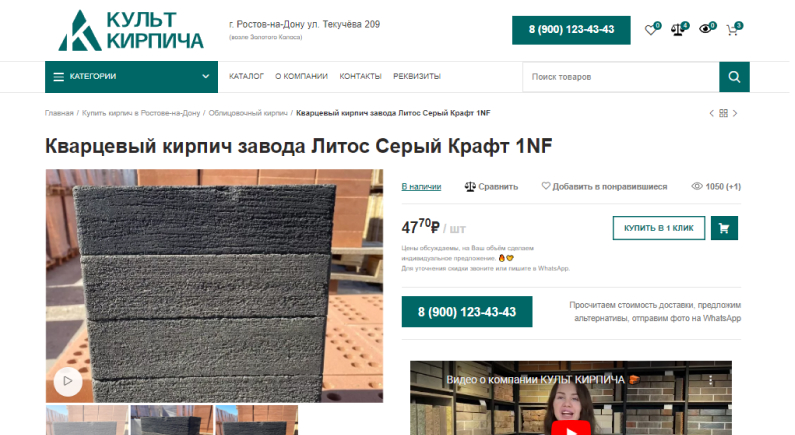 КУЛЬТ
КИРПИЧА
г. Ростов-на-Дону ул. Текучёва 209
(возле Золотого Колоса)
8 (900) 123-43-43
0
4
0
3
КАТЕГОРИИ
КАТАЛОГ О КОМПАНИИ КОНТАКТЫ РЕКВИЗИТЫ
Поиск товаров
Главная / Купить кирпич в Ростове-на-Дону / Облицовочный кирпич / Кварцевый кирпич завода Литос Серый Крафт 1NF
Кварцевый кирпич завода Литос Серый Крафт 1NF
В наличии Сравнить Добавить в понравившиеся 1050 (+1)
47⁷⁰₽ / шт
КУПИТЬ В 1 КЛИК
Цены обсуждаемы, на Ваш объём сделаем
индивидуальное предложение. 🔥🤝
Для уточнения скидки звоните или пишите в WhatsApp.
8 (900) 123-43-43
Просчитаем стоимость доставки, предложим
альтернативы, отправим фото на WhatsApp
Видео о компании КУЛЬТ КИРПИЧА